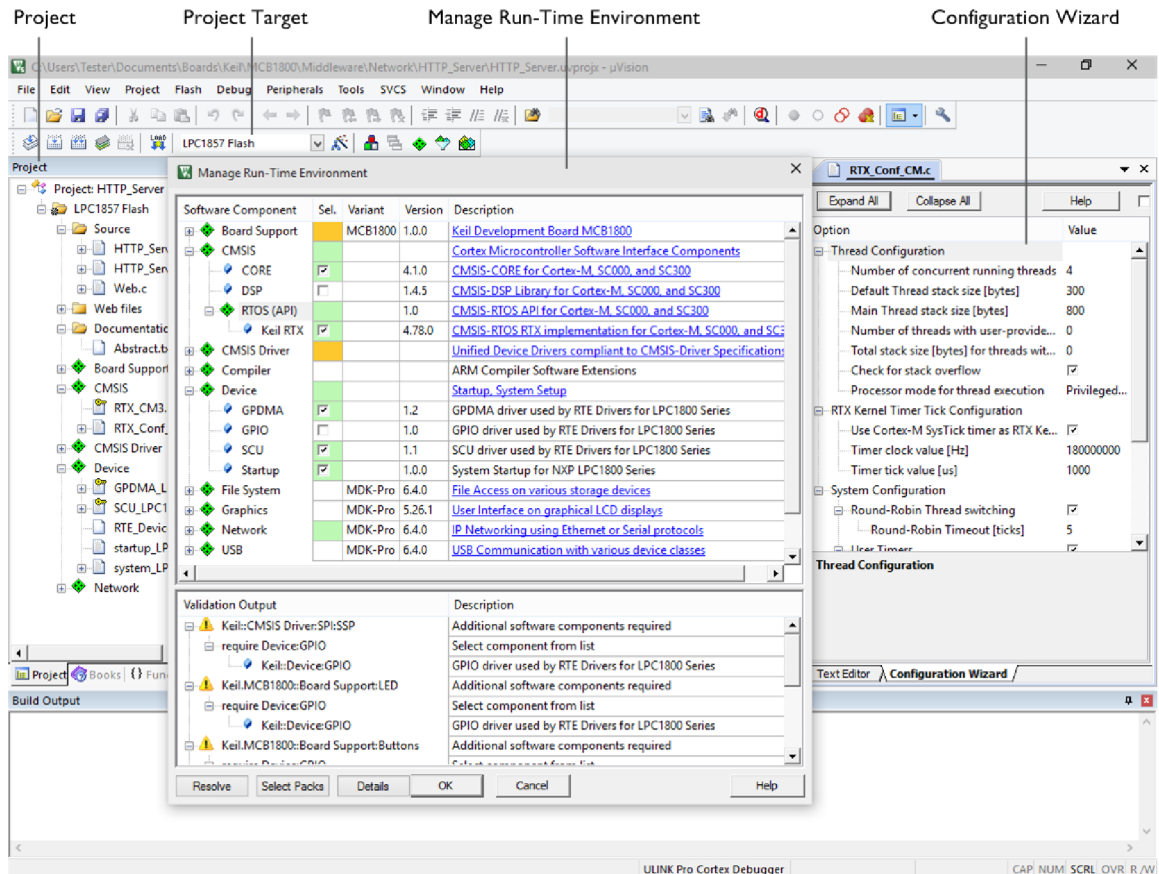 Project Project Target Manage Run-Time Environment Configuration Wizard
C:\Users\Tester\Documents\Boards\Keil\MCB1800\Middleware\Network\HTTP_Server\HTTP_Server.uvprojx - µVision
File Edit View Project Flash Debug Peripherals Tools SVCS Window Help
LOAD LPC1857 Flash
Project
Project: HTTP_Server
LPC1857 Flash
Source
HTTP_Serv
HTTP_Serv
Web.c
Web files
Documentatic
Abstract.tx
Board Support
CMSIS
RTX_CM3.
RTX_Conf_
CMSIS Driver
Device
GPDMA_L
SCU_LPC1
RTE_Devic
startup_LP
system_LP
Network
Project Books {} Fun
Manage Run-Time Environment
Software Component Sel. Variant Version Description
Board Support MCB1800 1.0.0 Keil Development Board MCB1800
CMSIS Cortex Microcontroller Software Interface Components
CORE 4.1.0 CMSIS-CORE for Cortex-M, SC000, and SC300
DSP 1.4.5 CMSIS-DSP Library for Cortex-M, SC000, and SC300
RTOS (API) 1.0 CMSIS-RTOS API for Cortex-M, SC000, and SC300
Keil RTX 4.78.0 CMSIS-RTOS RTX implementation for Cortex-M, SC000, and SC3
CMSIS Driver Unified Device Drivers compliant to CMSIS-Driver Specifications
Compiler ARM Compiler Software Extensions
Device Startup, System Setup
GPDMA 1.2 GPDMA driver used by RTE Drivers for LPC1800 Series
GPIO 1.0 GPIO driver used by RTE Drivers for LPC1800 Series
SCU 1.1 SCU driver used by RTE Drivers for LPC1800 Series
Startup 1.0.0 System Startup for NXP LPC1800 Series
File System MDK-Pro 6.4.0 File Access on various storage devices
Graphics MDK-Pro 5.26.1 User Interface on graphical LCD displays
Network MDK-Pro 6.4.0 IP Networking using Ethernet or Serial protocols
USB MDK-Pro 6.4.0 USB Communication with various device classes
Validation Output Description
Keil::CMSIS Driver:SPI:SSP Additional software components required
require Device:GPIO Select component from list
Keil::Device:GPIO GPIO driver used by RTE Drivers for LPC1800 Series
Keil.MCB1800::Board Support:LED Additional software components required
require Device:GPIO Select component from list
Keil::Device:GPIO GPIO driver used by RTE Drivers for LPC1800 Series
Keil.MCB1800::Board Support:Buttons Additional software components required
require Device:GPIO Select component from list
Resolve Select Packs Details OK Cancel Help
RTX_Conf_CM.c
Expand All Collapse All Help
Option Value
Thread Configuration
Number of concurrent running threads 4
Default Thread stack size [bytes] 300
Main Thread stack size [bytes] 800
Number of threads with user-provide... 0
Total stack size [bytes] for threads wit... 0
Check for stack overflow
Processor mode for thread execution Privileged...
RTX Kernel Timer Tick Configuration
Use Cortex-M SysTick timer as RTX Ke...
Timer clock value [Hz] 180000000
Timer tick value [us] 1000
System Configuration
Round-Robin Thread switching
Round-Robin Timeout [ticks] 5
User Timers
Thread Configuration
Text Editor Configuration Wizard
Build Output
ULINK Pro Cortex Debugger CAP NUM SCRL OVR R/W